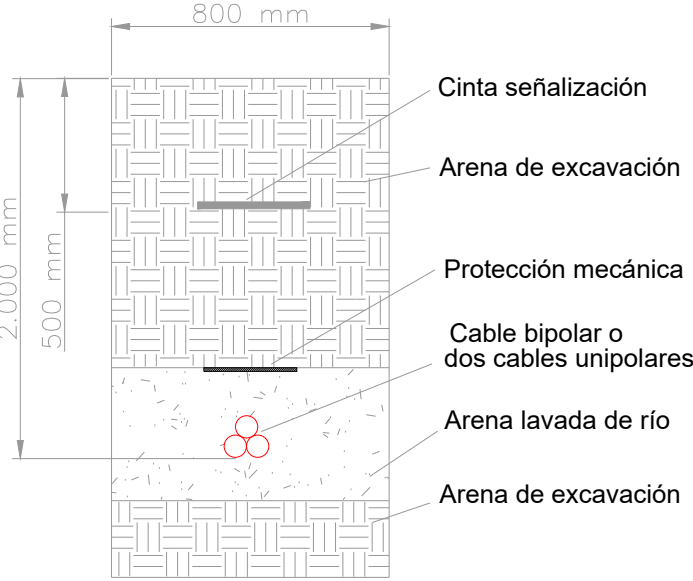 800 mm
Cinta señalización
Arena de excavación
2.000 mm
500 mm
Protección mecánica
Cable bipolar o
dos cables unipolares
Arena lavada de río
Arena de excavación